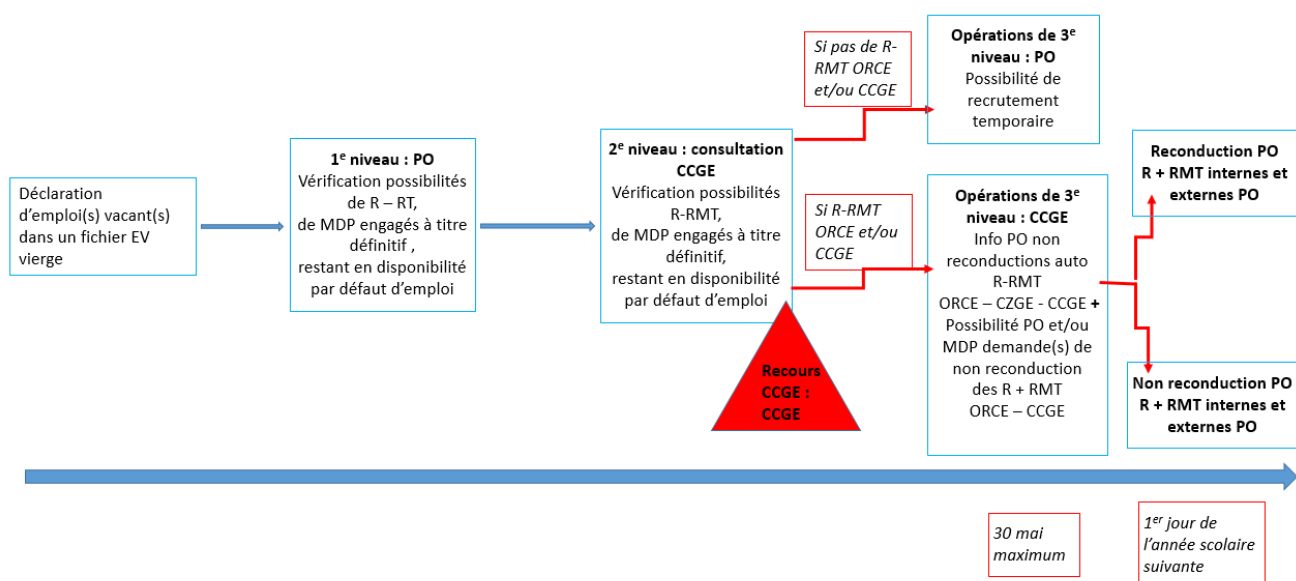 Déclaration
d'emploi(s) vacant(s)
dans un fichier EV
vierge
1e niveau : PO
Vérification possibilités
de R – RT,
de MDP engagés à titre
définitif ,
restant en disponibilité
par défaut d'emploi
2e niveau : consultation
CCGE
Vérification possibilités
R-RMT,
de MDP engagés à titre
définitif,
restant en disponibilité
par défaut d'emploi
Recours
CCGE :
CCGE
Si pas de R-
RMT ORCE
et/ou CCGE
Opérations de 3e
niveau : PO
Possibilité de
recrutement
temporaire
Si R-RMT
ORCE et/ou
CCGE
Opérations de 3e
niveau : CCGE
Info PO non
reconductions auto
R-RMT
ORCE – CZGE - CCGE +
Possibilité PO et/ou
MDP demande(s) de
non reconduction
des R + RMT
ORCE – CCGE
Reconduction PO
R + RMT internes et
externes PO
Non reconduction PO
R + RMT internes et
externes PO
30 mai
maximum
1er jour de
l'année scolaire
suivante